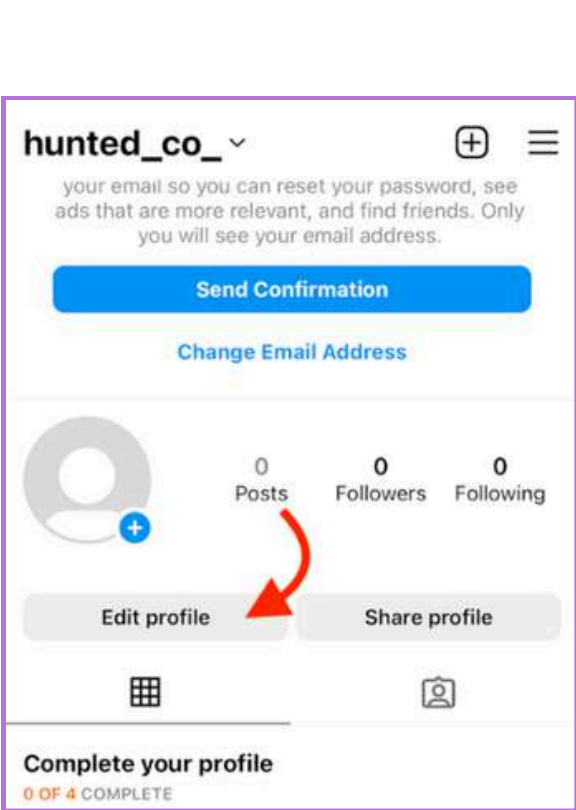 hunted_co_
your email so you can reset your password, see
ads that are more relevant, and find friends. Only
you will see your email address.
Send Confirmation
Change Email Address
0 0 0
Posts Followers Following
Edit profile Share profile
Complete your profile
0 OF 4 COMPLETE